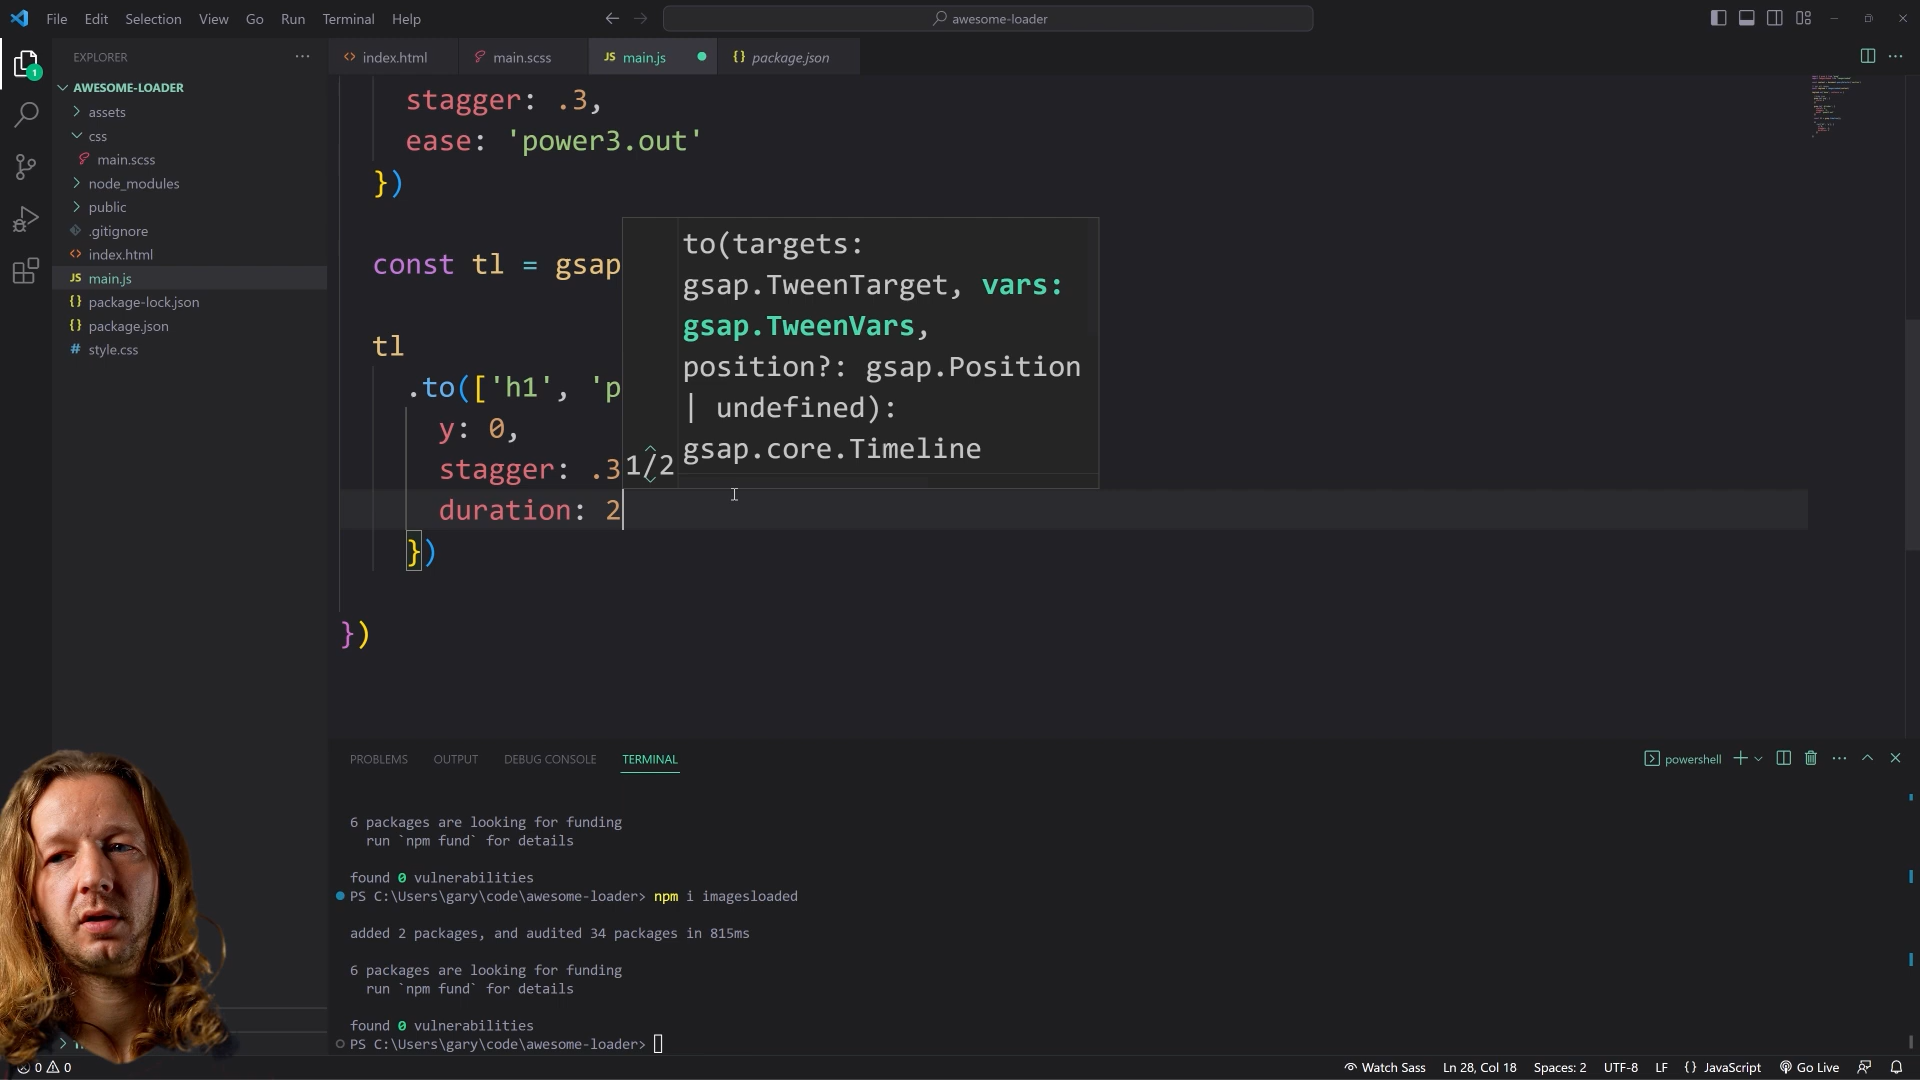 File Edit Selection View Go Run Terminal Help
awesome-loader
EXPLORER
AWESOME-LOADER
assets
css
main.scss
node_modules
public
.gitignore
index.html
JS main.js
{} package-lock.json
{} package.json
# style.css
1
<> index.html
main.scss
JS main.js
{} package.json
stagger: .3,
ease: 'power3.out'
})
const tl = gsap
tl
.to(['h1', 'p
y: 0,
stagger: .3
duration: 2
})
})
to(targets:
gsap.TweenTarget, vars:
gsap.TweenVars,
position?: gsap.Position
| undefined):
gsap.core.Timeline
1/2
PROBLEMS OUTPUT DEBUG CONSOLE TERMINAL
powershell
6 packages are looking for funding
run `npm fund` for details
found 0 vulnerabilities
PS C:\Users\gary\code\awesome-loader> npm i imagesloaded
added 2 packages, and audited 34 packages in 815ms
6 packages are looking for funding
run `npm fund` for details
found 0 vulnerabilities
PS C:\Users\gary\code\awesome-loader>
0 0
Watch Sass Ln 28, Col 18 Spaces: 2 UTF-8 LF {} JavaScript Go Live